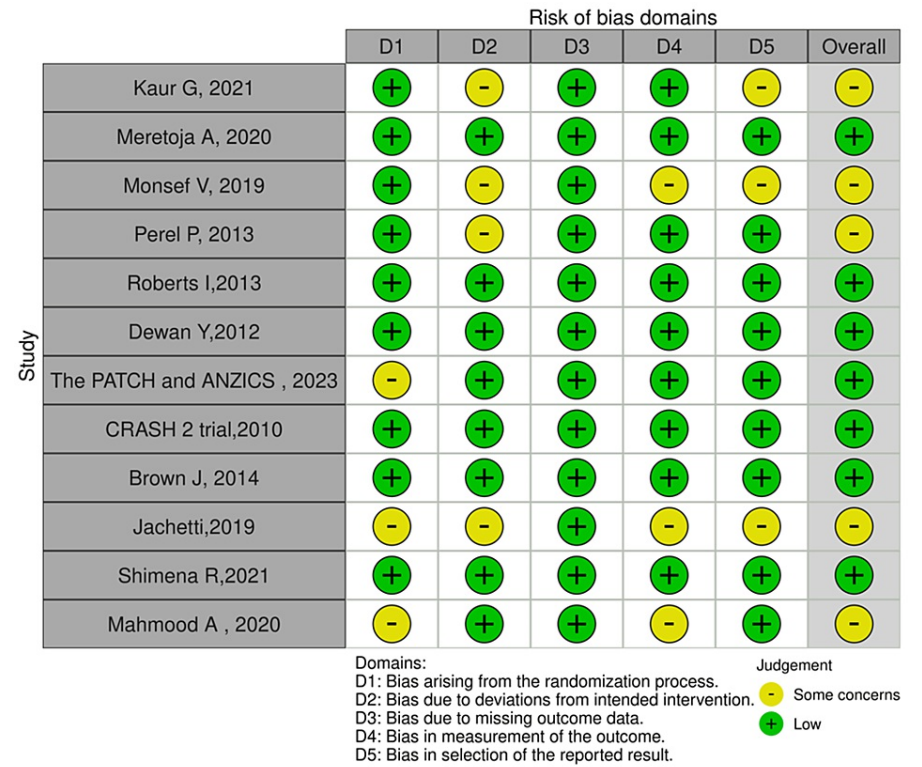 Risk of bias domains
D1 D2 D3 D4 D5 Overall
Study
Kaur G, 2021 + - + + - -
Meretoja A, 2020 + + + + + +
Monsef V, 2019 + - + - - -
Perel P, 2013 + - + + + -
Roberts I,2013 + + + + + +
Dewan Y,2012 + + + + + +
The PATCH and ANZICS , 2023 - + + + + +
CRASH 2 trial,2010 + + + + + +
Brown J, 2014 + + + + + +
Jachetti,2019 - - + - - -
Shimena R,2021 + + + + + +
Mahmood A , 2020 - + + - + -
Domains:
D1: Bias arising from the randomization process.
D2: Bias due to deviations from intended intervention.
D3: Bias due to missing outcome data.
D4: Bias in measurement of the outcome.
D5: Bias in selection of the reported result.
Judgement
- Some concerns
+ Low